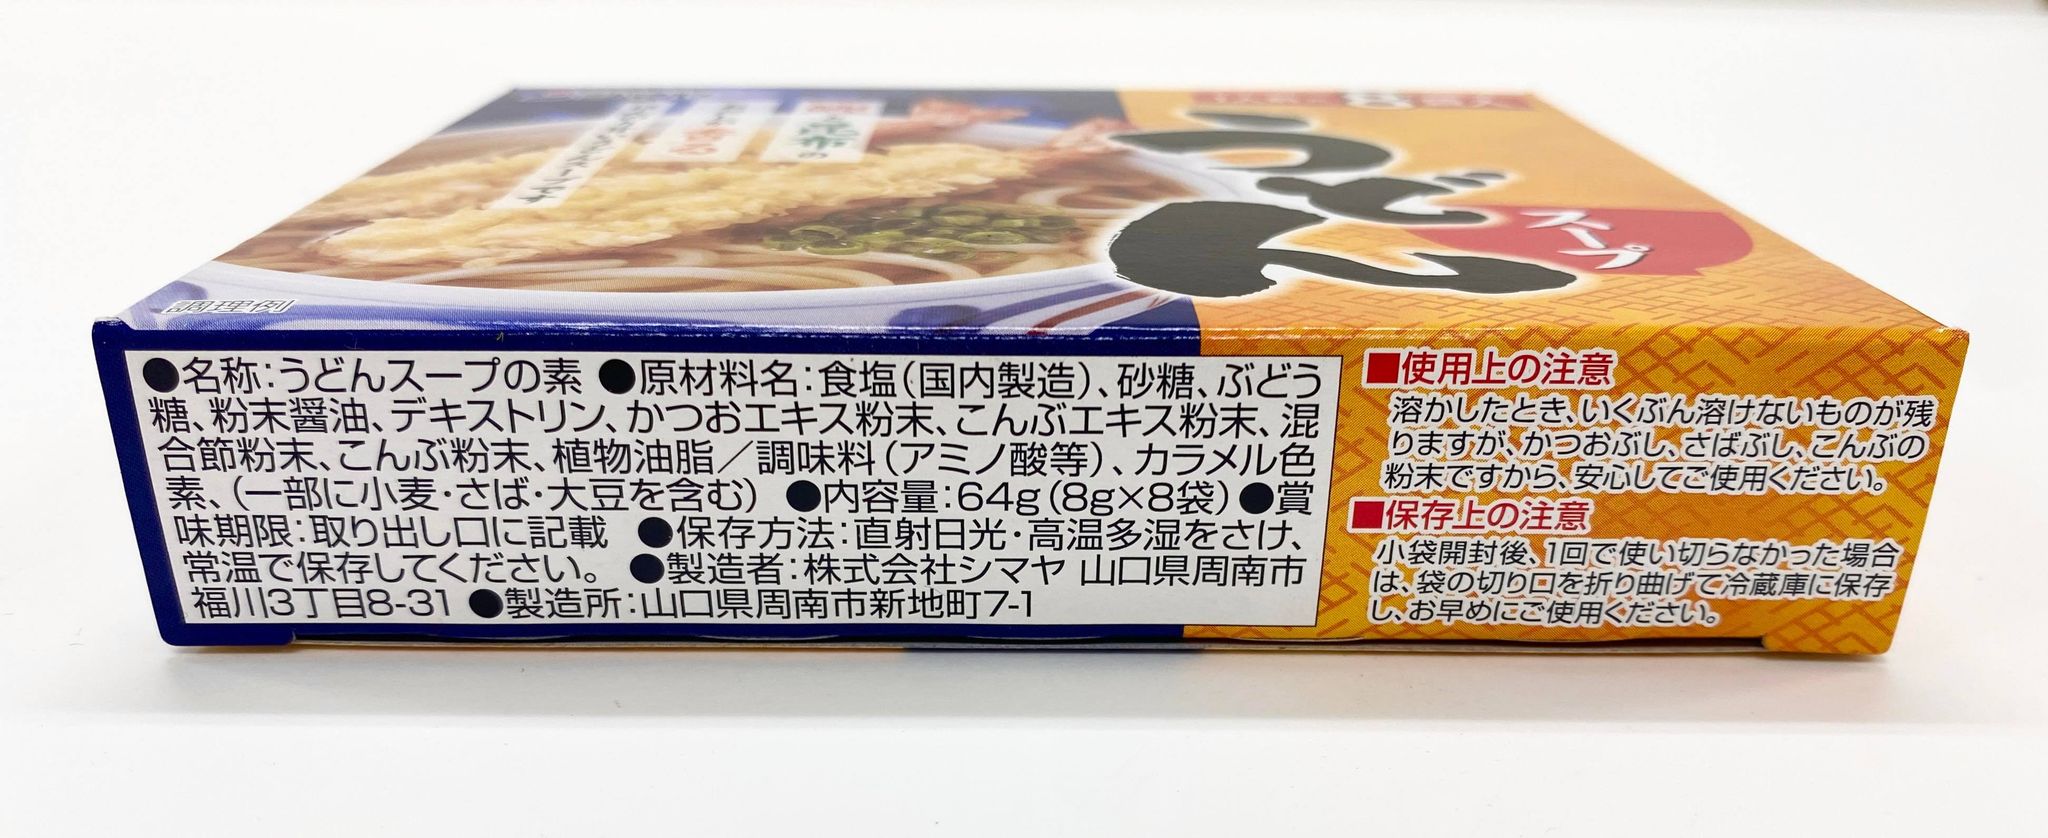 うどん
スープ
調理例
●名称:うどんスープの素 ●原材料名:食塩(国内製造)、砂糖、ぶどう
糖、粉末醤油、デキストリン、かつおエキス粉末、こんぶエキス粉末、混
合節粉末、こんぶ粉末、植物油脂/調味料(アミノ酸等)、カラメル色
素、(一部に小麦・さば・大豆を含む) ●内容量:64g(8g×8袋)●賞
味期限:取り出し口に記載 ●保存方法:直射日光・高温多湿をさけ、
常温で保存してください。 ●製造者:株式会社シマヤ 山口県周南市
福川3丁目8-31 ●製造所:山口県周南市新地町7-1
■使用上の注意
溶かしたとき、いくぶん溶けないものが残
りますが、かつおぶし、さばぶし、こんぶの
粉末ですから、安心してご使用ください。
■保存上の注意
小袋開封後、1回で使い切らなかった場合
は、袋の切り口を折り曲げて冷蔵庫に保存
し、お早めにご使用ください。